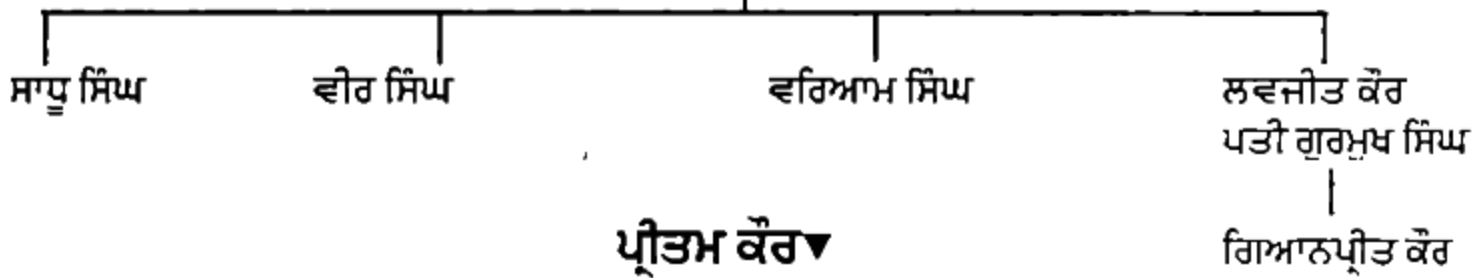 ਸਾਧੂ ਸਿੰਘ ਵੀਰ ਸਿੰਘ ਵਰਿਆਮ ਸਿੰਘ ਲਵਜੀਤ ਕੌਰ
ਪਤੀ ਗੁਰਮੁਖ ਸਿੰਘ
ਪ੍ਰੀਤਮ ਕੌਰ▼ ਗਿਆਨਪ੍ਰੀਤ ਕੌਰ